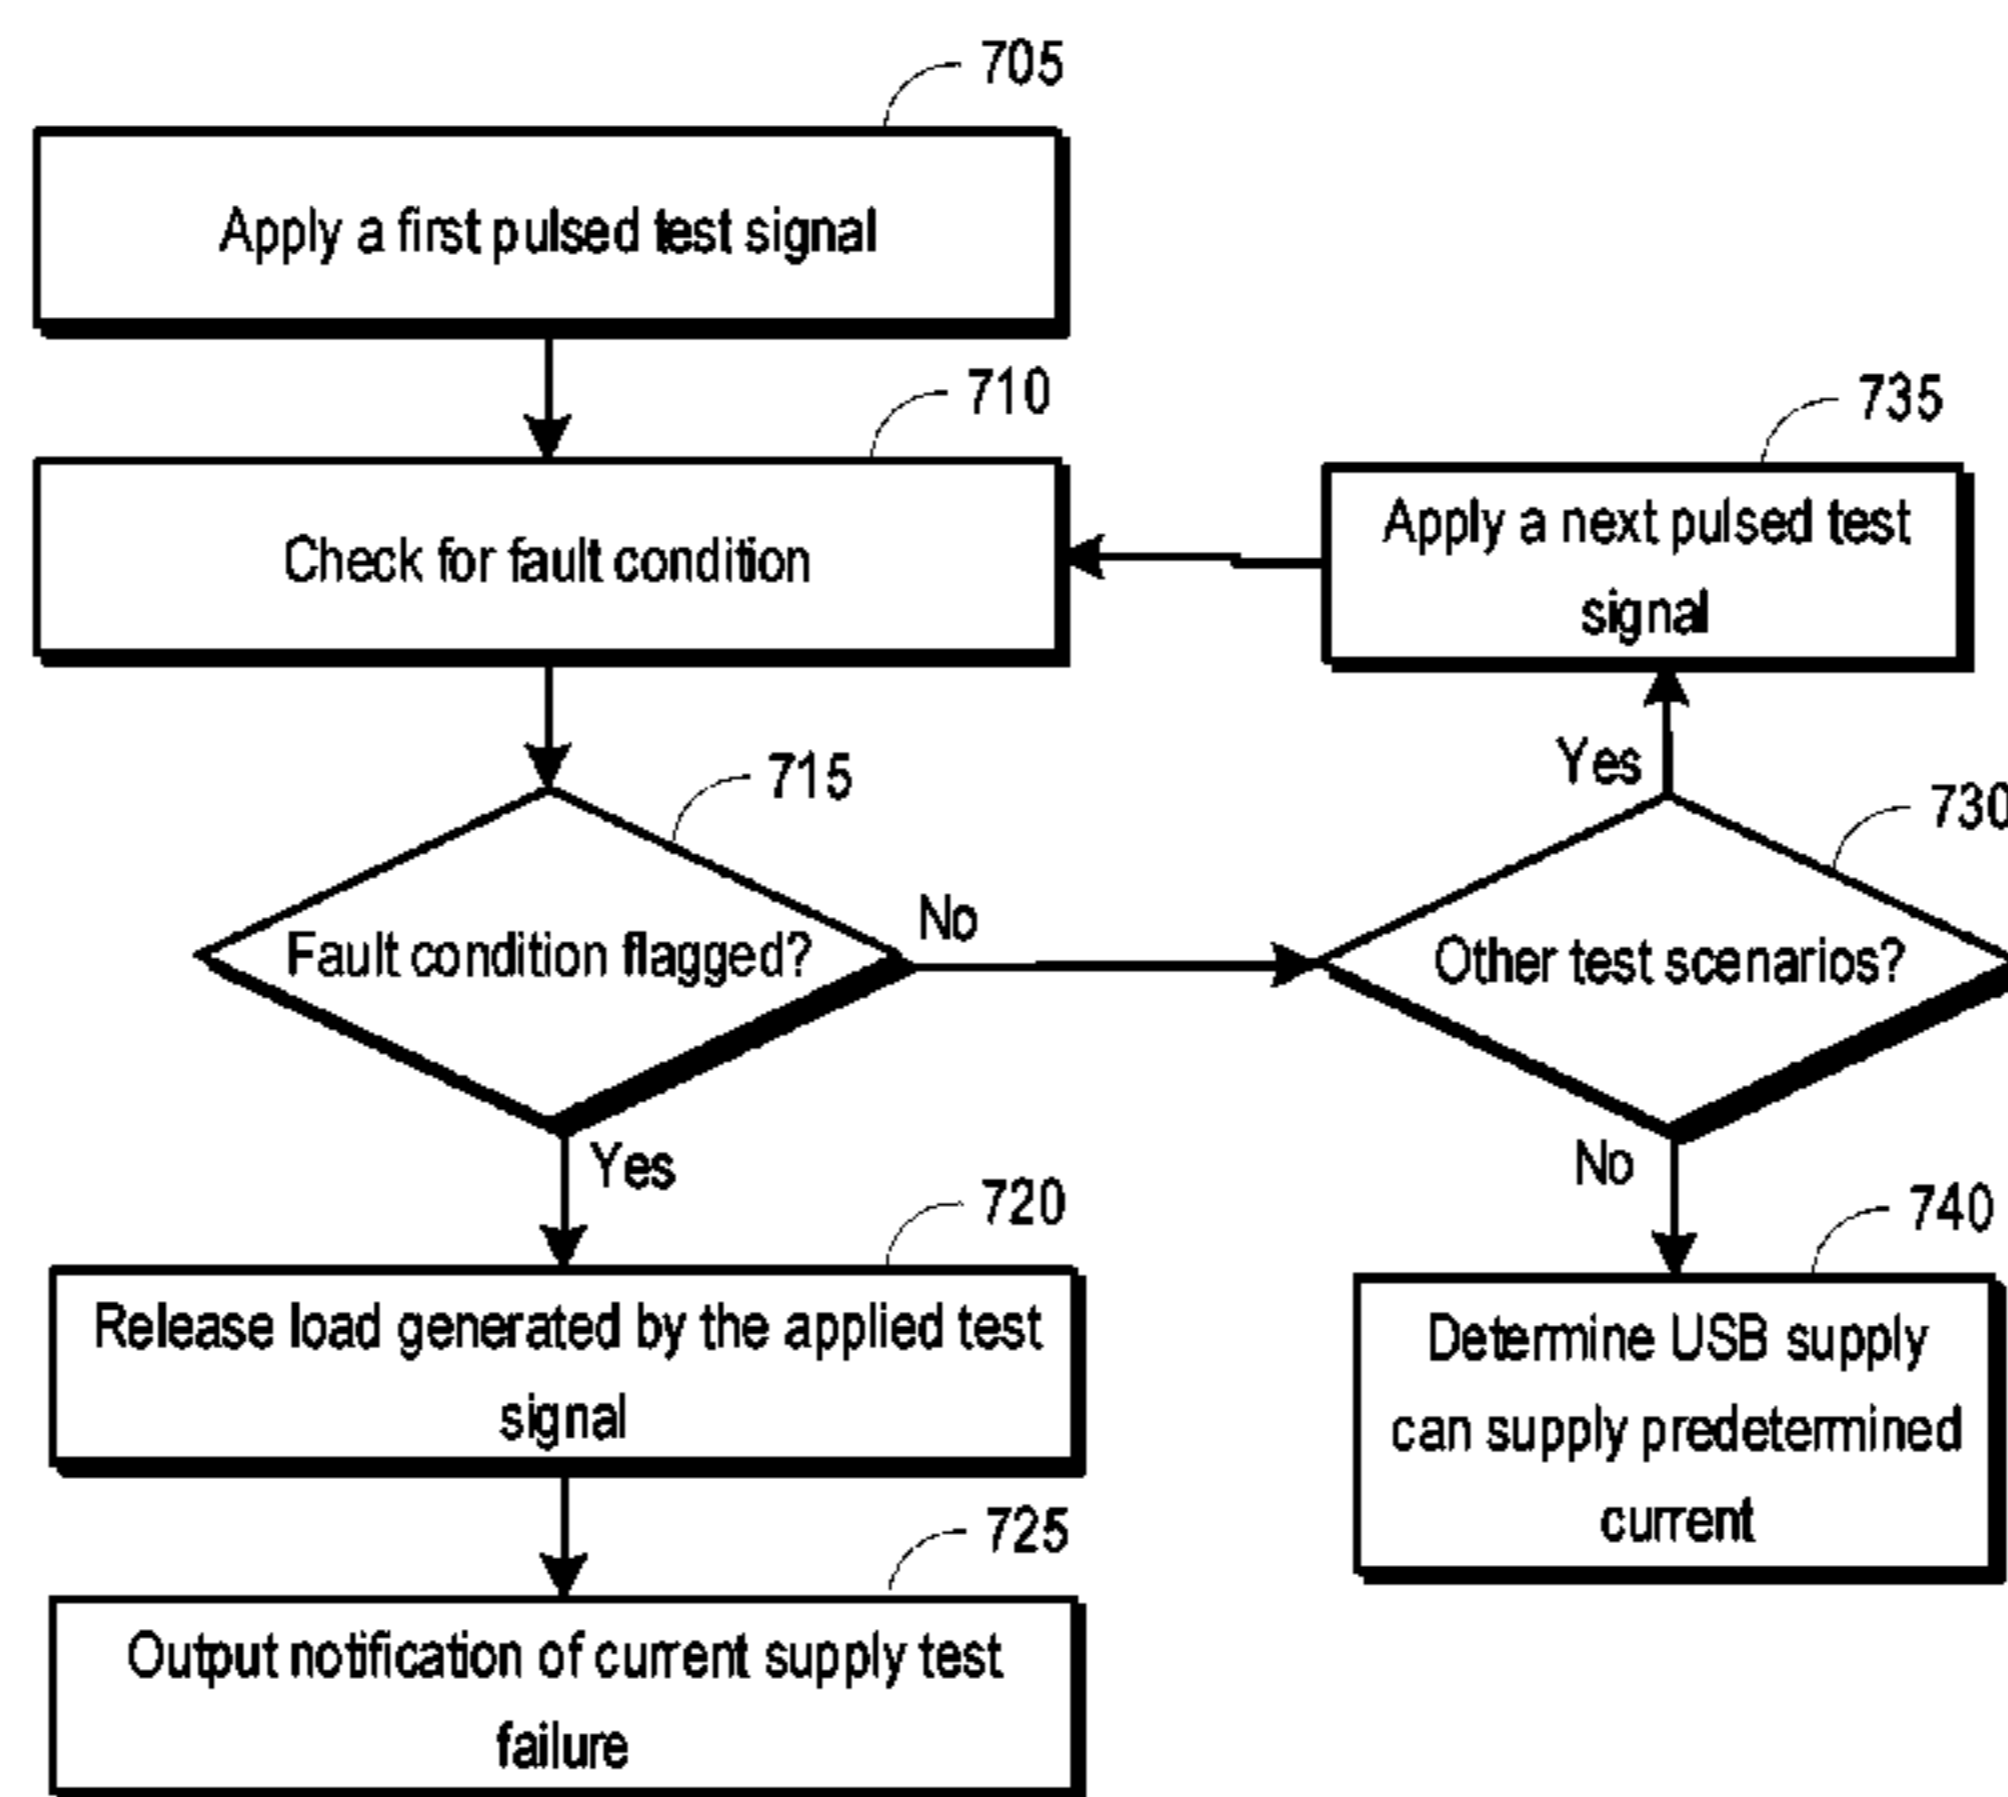 705
Apply a first pulsed test signal
710
Check for fault condition
735
Apply a next pulsed test
signal
715
Fault condition flagged?
No
Yes
730
Other test scenarios?
Yes
No
720
Release load generated by the applied test
signal
725
Output notification of current supply test
failure
740
Determine USB supply
can supply predetermined
current